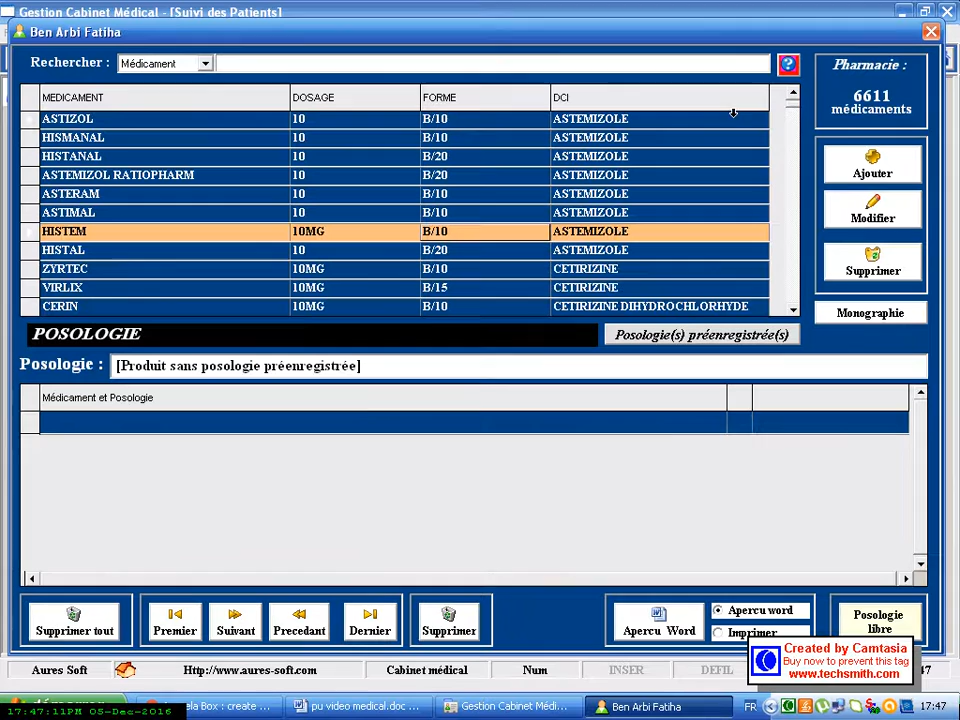 Gestion Cabinet Médical - [Suivi des Patients]
Ben Arbi Fatiha
Rechercher : Médicament
Pharmacie :
6611
médicaments
MEDICAMENT DOSAGE FORME DCI
ASTIZOL 10 B/10 ASTEMIZOLE
HISMANAL 10 B/10 ASTEMIZOLE
HISTANAL 10 B/20 ASTEMIZOLE
ASTEMIZOL RATIOPHARM 10 B/20 ASTEMIZOLE
ASTERAM 10 B/10 ASTEMIZOLE
ASTIMAL 10 B/10 ASTEMIZOLE
HISTEM 10MG B/10 ASTEMIZOLE
HISTAL 10 B/20 ASTEMIZOLE
ZYRTEC 10MG B/10 CETIRIZINE
VIRLIX 10MG B/15 CETIRIZINE
CERIN 10MG B/10 CETIRIZINE DIHYDROCHLORHYDE
Ajouter
Modifier
Supprimer
Monographie
POSOLOGIE Posologie(s) préenregistrée(s)
Posologie : [Produit sans posologie préenregistrée]
Médicament et Posologie
Supprimer tout Premier Suivant Precedant Dernier Supprimer
Apercu Word
Apercu word
Imprimer
Posologie
libre
Created by Camtasia
Buy now to prevent this tag
www.techsmith.com
Aures Soft Http://www.aures-soft.com Cabinet médical Num INSER DEFIL 47
ela Box : create ... pu video medical.doc ... Gestion Cabinet Médi... Ben Arbi Fatiha FR 17:47
17:47:11PM 05-Dec-2016